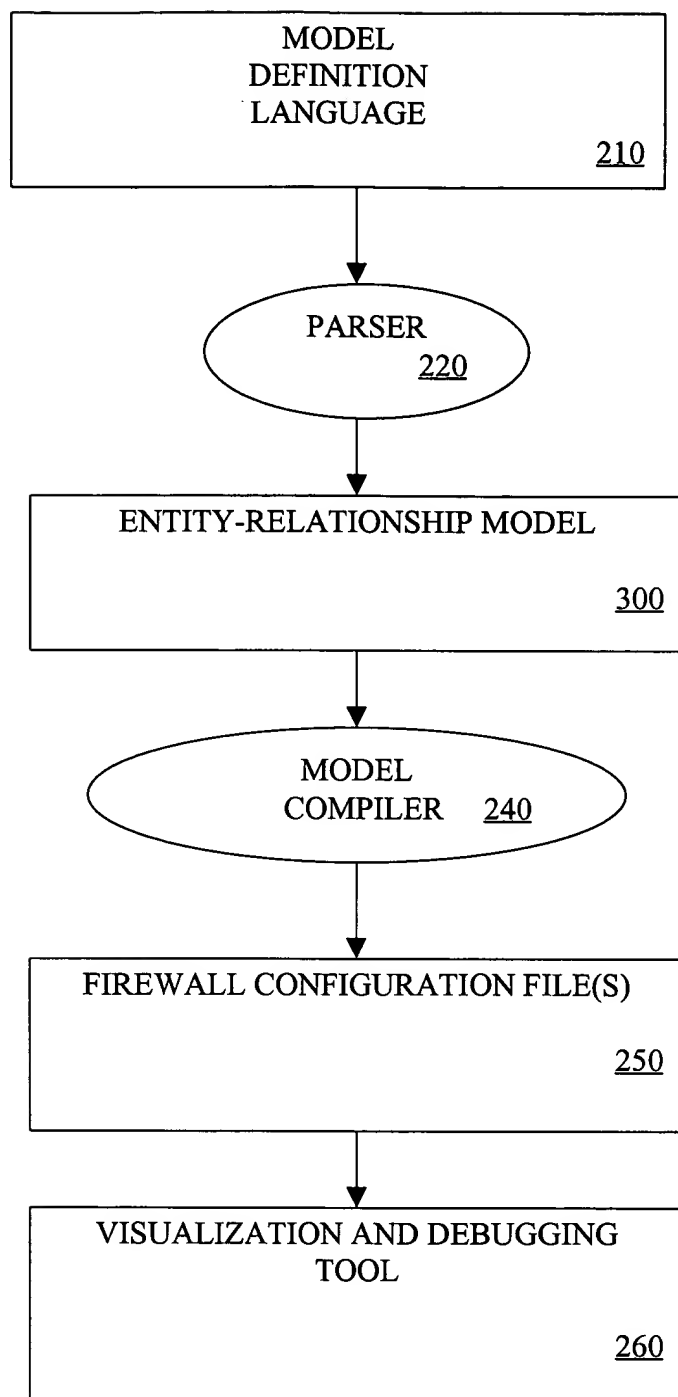 MODEL
DEFINITION
LANGUAGE
210
PARSER
220
ENTITY-RELATIONSHIP MODEL
300
MODEL
COMPILER 240
FIREWALL CONFIGURATION FILE(S)
250
VISUALIZATION AND DEBUGGING
TOOL
260